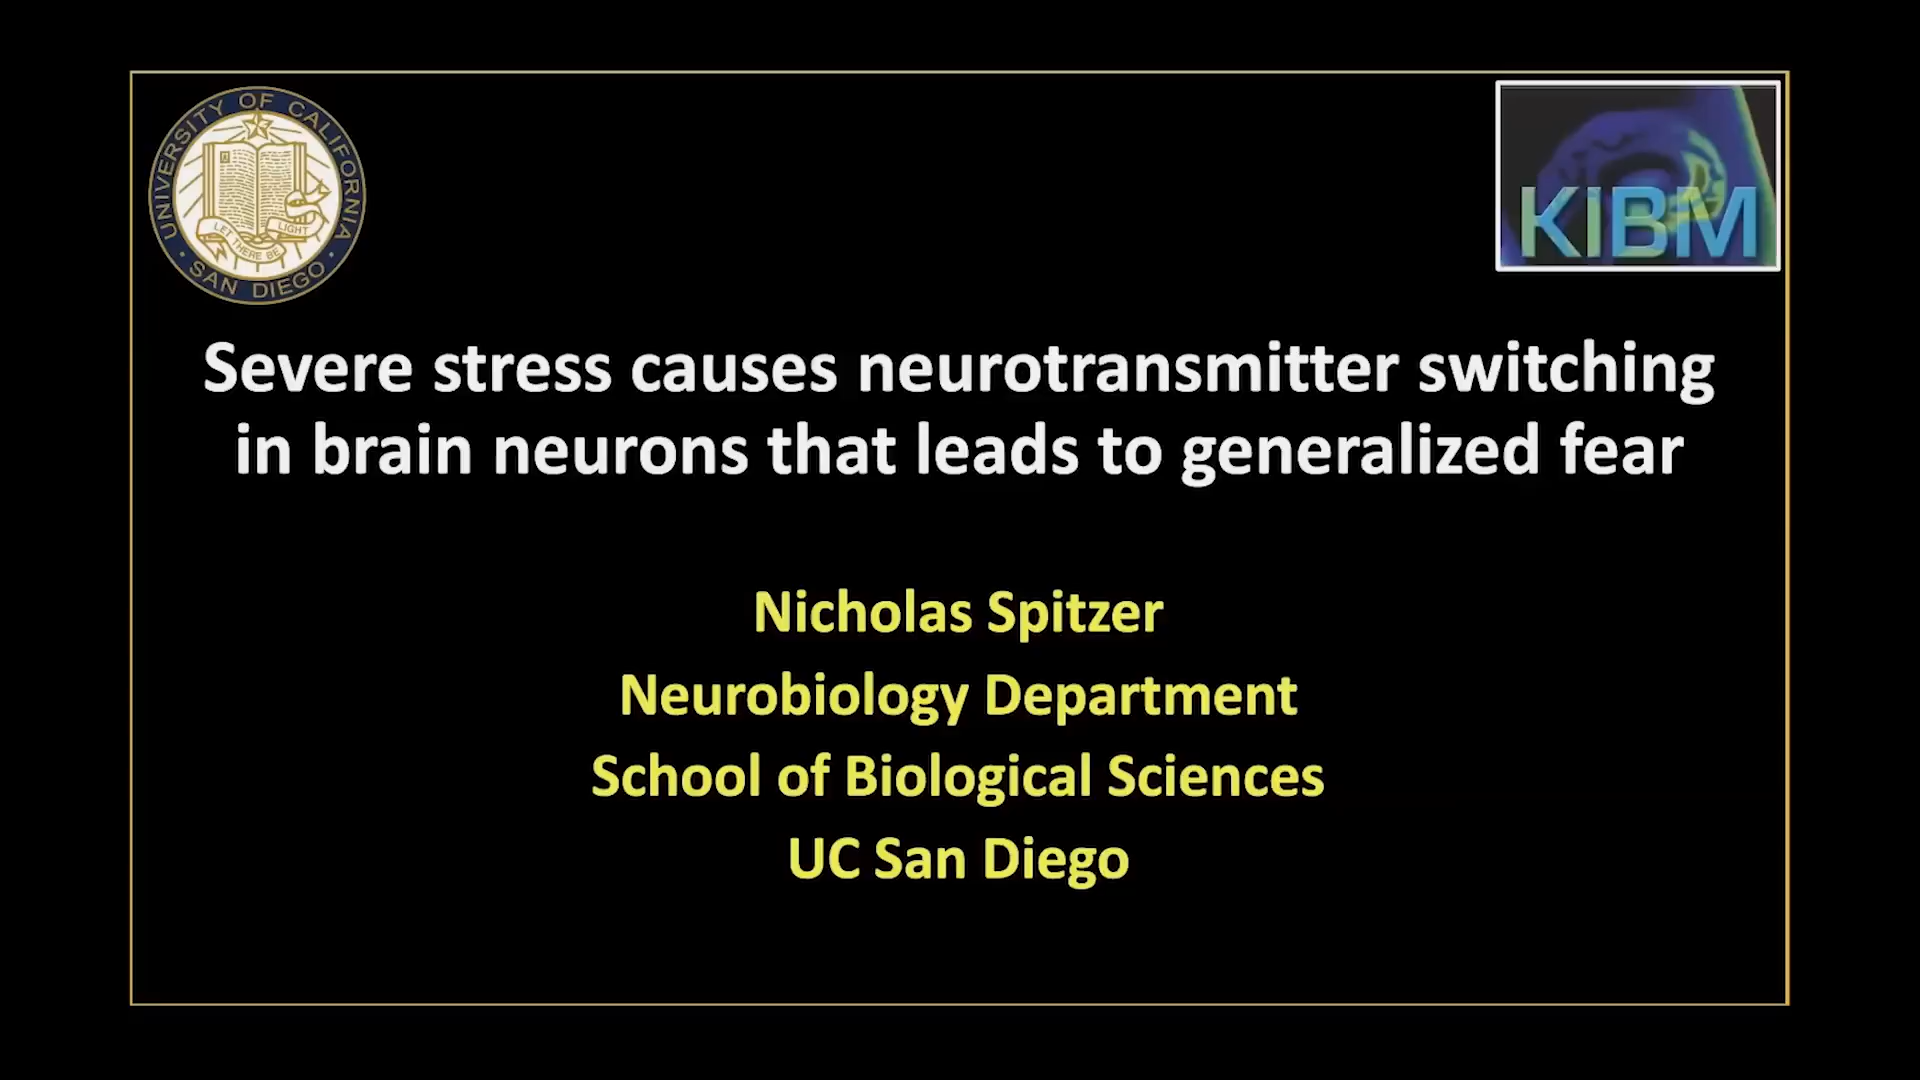 UNIVERSITY OF CALIFORNIA
LET THERE BE LIGHT
• SAN DIEGO •
KIBM
Severe stress causes neurotransmitter switching
in brain neurons that leads to generalized fear
Nicholas Spitzer
Neurobiology Department
School of Biological Sciences
UC San Diego